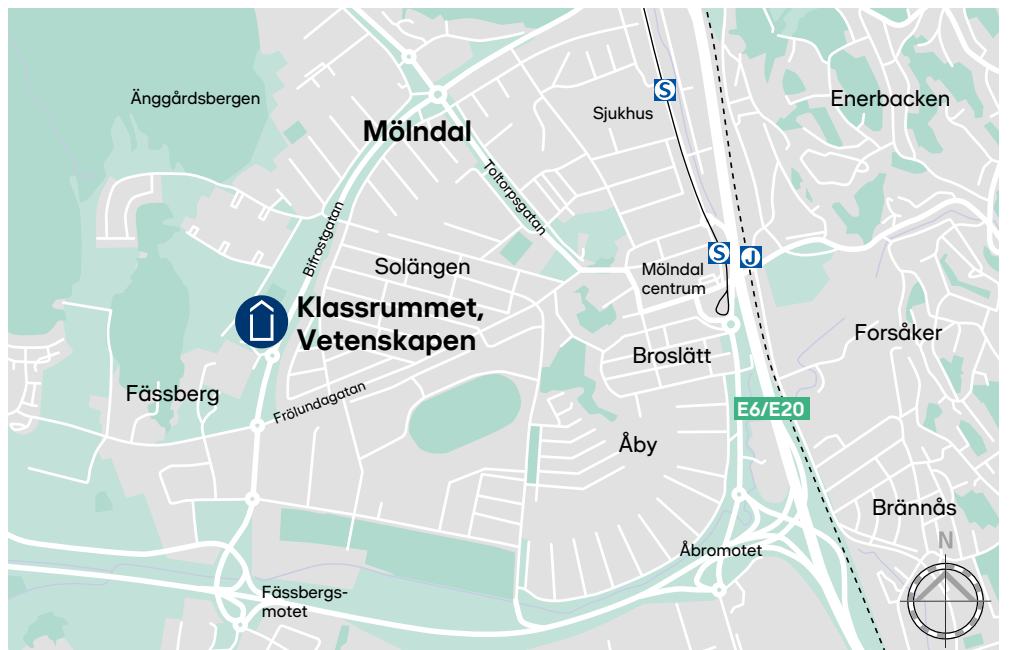 Änggårdsbergen
S
Sjukhus
Enerbacken
Mölndal
Toltorpsgatan
Bifrostgatan
Solängen
S
J
Mölndal
centrum
Klassrummet,
Vetenskapen
Forsåker
Broslätt
Fässberg
Frölundagatan
E6/E20
Åby
Brännås
N
Åbromotet
Fässbergs-
motet